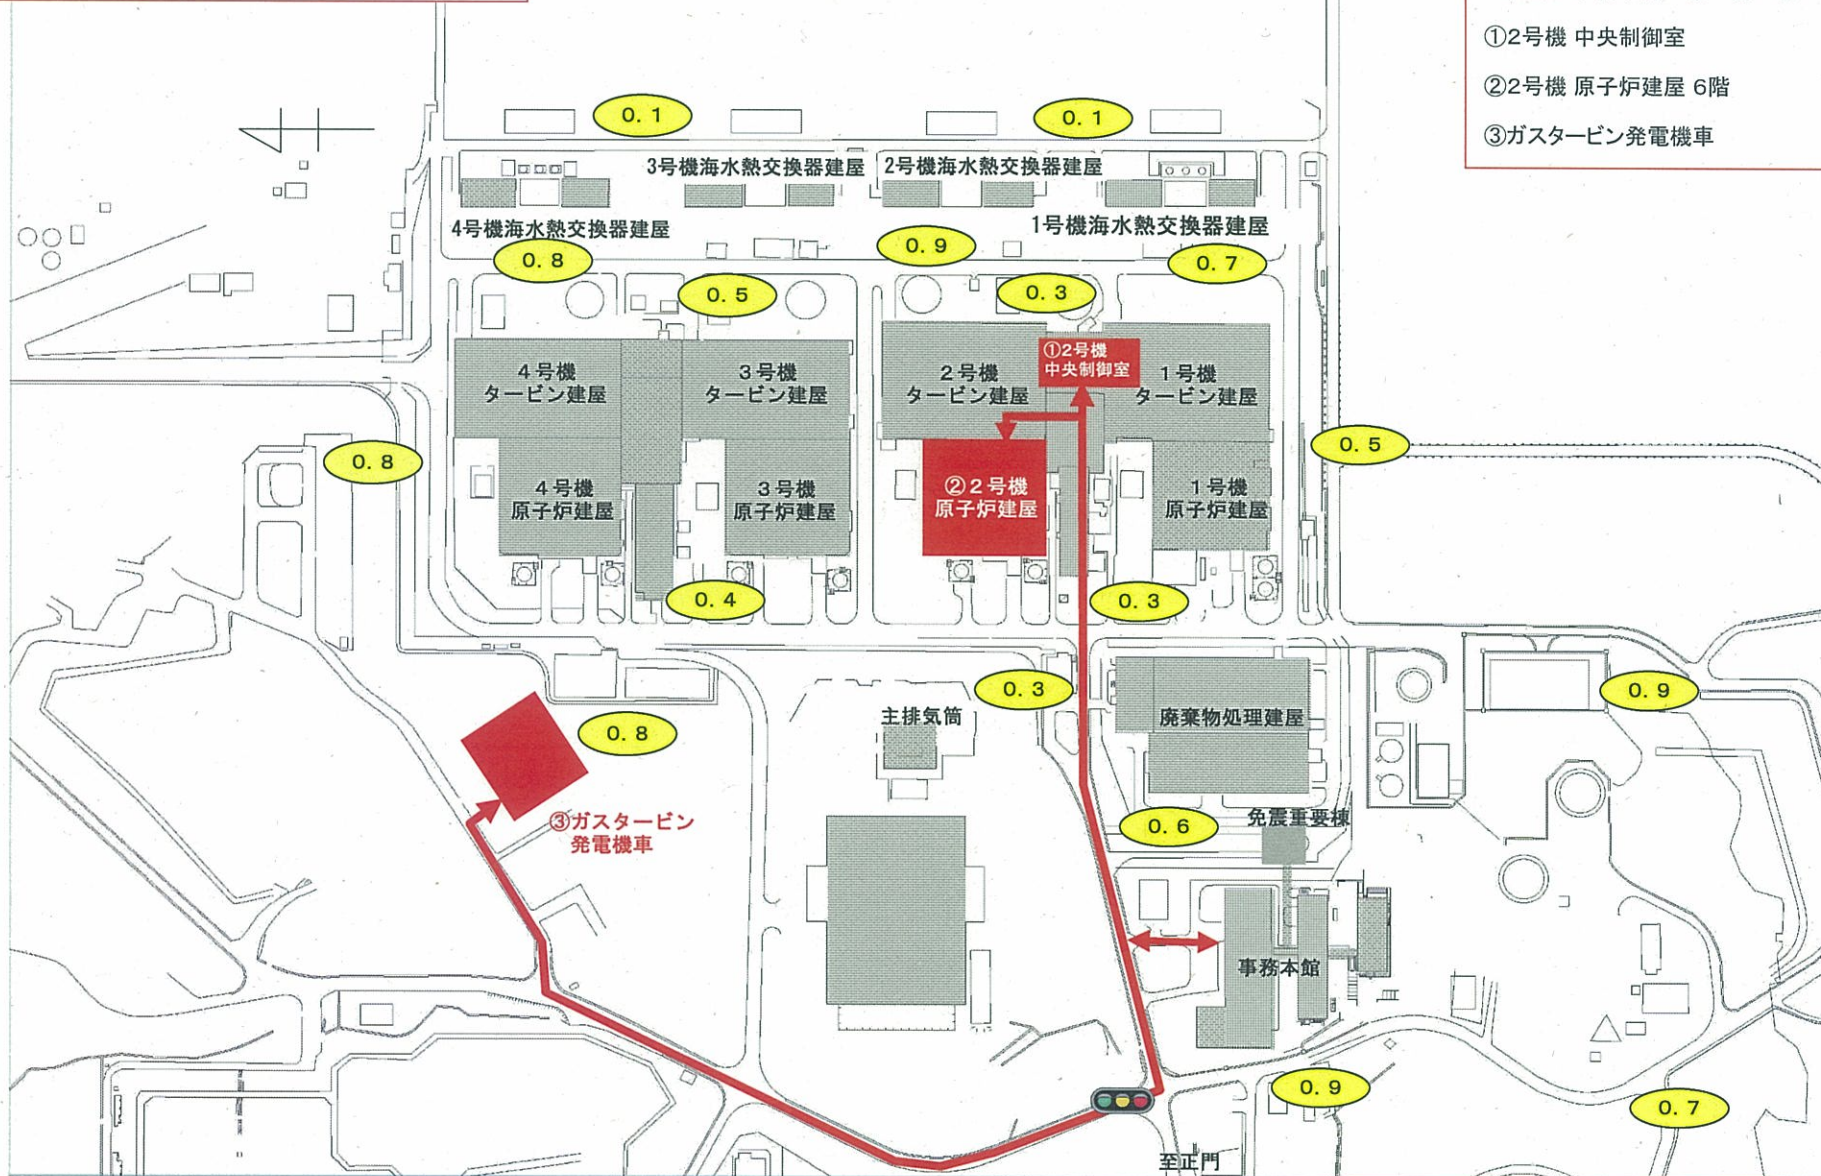 ①2号機 中央制御室
②2号機 原子炉建屋 6階
③ガスタービン発電機車
0.1
0.1
3号機海水熱交換器建屋
2号機海水熱交換器建屋
4号機海水熱交換器建屋
1号機海水熱交換器建屋
0.8
0.9
0.7
0.5
0.3
4号機
タービン建屋
3号機
タービン建屋
2号機
タービン建屋
①2号機
中央制御室
1号機
タービン建屋
0.8
0.5
4号機
原子炉建屋
3号機
原子炉建屋
②2号機
原子炉建屋
1号機
原子炉建屋
0.4
0.3
0.3
0.9
主排気筒
廃棄物処理建屋
0.8
③ガスタービン
発電機車
0.6
免震重要棟
事務本館
0.9
0.7
至正門